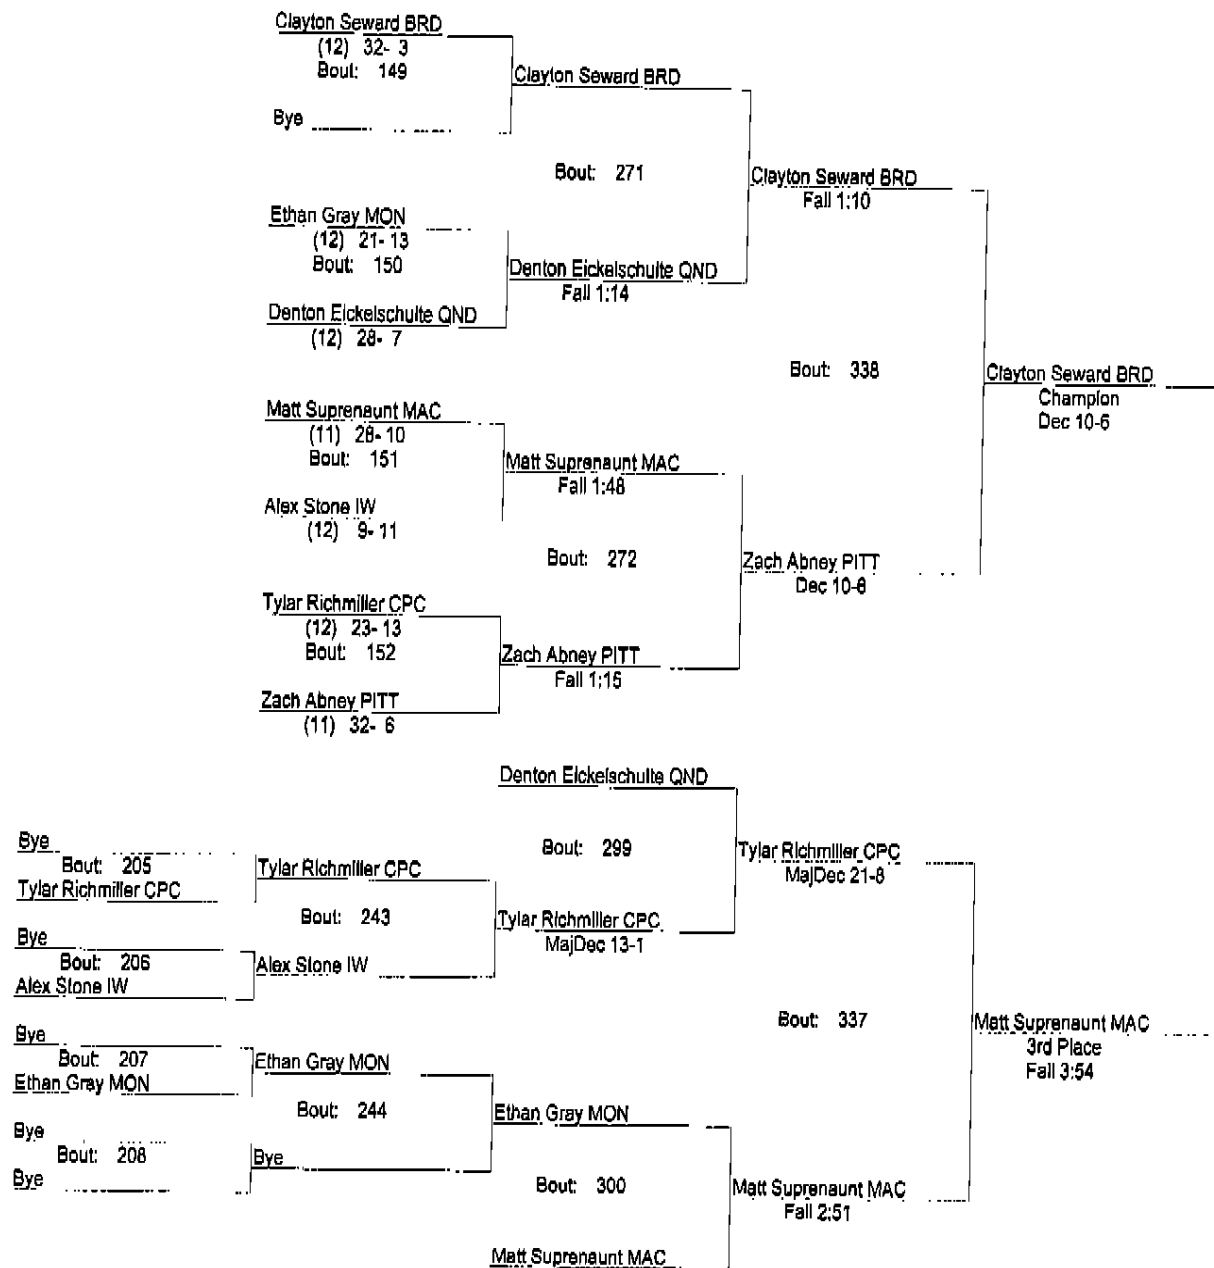 Clayton Seward BRD
(12) 32- 3
Bout: 149
Clayton Seward BRD
Bye
Bout: 271
Clayton Seward BRD
Fall 1:10
Ethan Gray MON
(12) 21- 13
Bout: 150
Denton Eickelschulte QND
Fall 1:14
Denton Eickelschulte QND
(12) 28- 7
Bout: 338
Clayton Seward BRD
Champion
Dec 10-6
Matt Suprenaunt MAC
(11) 28- 10
Bout: 151
Matt Suprenaunt MAC
Fall 1:48
Alex Stone IW
(12) 9- 11
Bout: 272
Zach Abney PITT
Dec 10-6
Tylar Richmiller CPC
(12) 23- 13
Bout: 152
Zach Abney PITT
Fall 1:15
Zach Abney PITT
(11) 32- 6
Denton Eickelschulte QND
Bout: 299
Tylar Richmiller CPC
MajDec 21-8
Bye
Bout: 205
Tylar Richmiller CPC
Tylar Richmiller CPC
Bout: 243
Tylar Richmiller CPC
MajDec 13-1
Bye
Bout: 206
Alex Stone IW
Alex Stone IW
Bout: 337
Matt Suprenaunt MAC
3rd Place
Fall 3:54
Bye
Bout: 207
Ethan Gray MON
Ethan Gray MON
Bout: 244
Ethan Gray MON
Bye
Bout: 208
Bye
Bye
Bout: 300
Matt Suprenaunt MAC
Fall 2:51
Matt Suprenaunt MAC